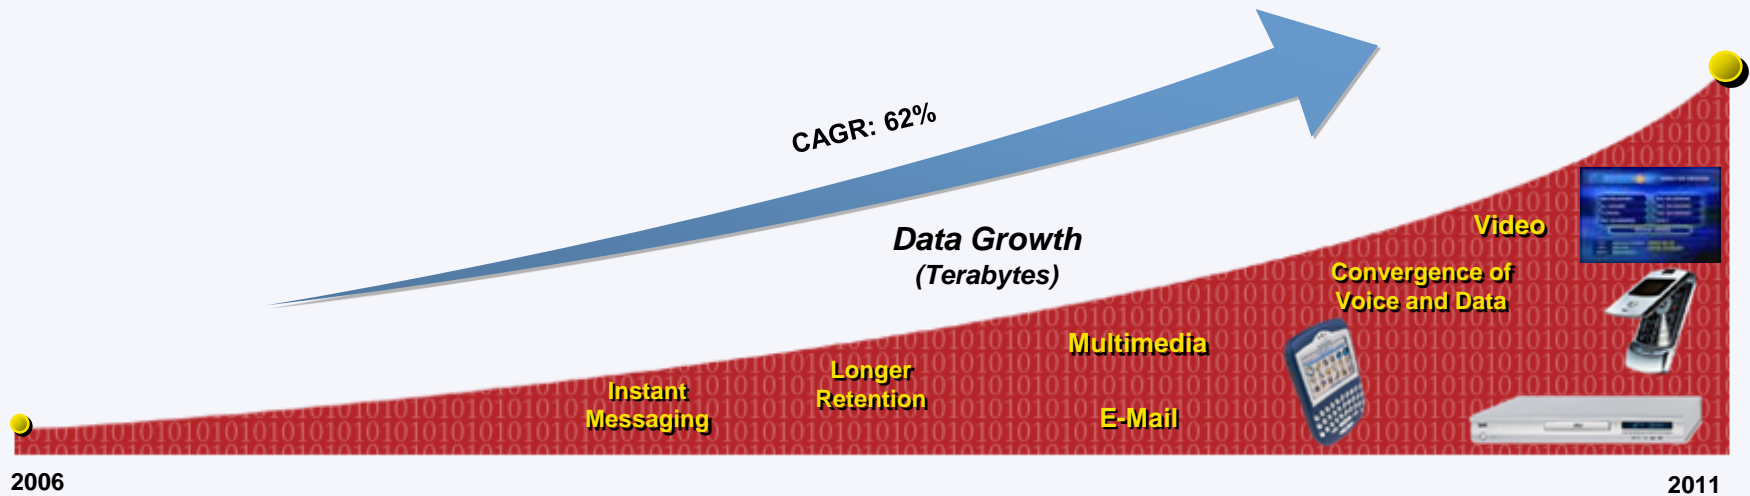 CAGR: 62%
Data Growth
(Terabytes)
Video
Convergence of
Voice and Data
Multimedia
Longer
Retention
Instant
Messaging
E-Mail
2006
2011